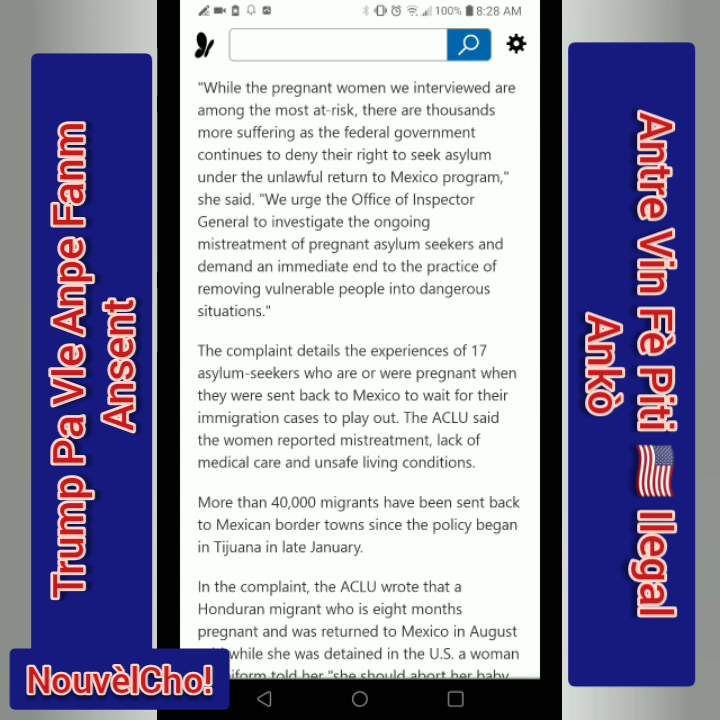 100% 8:28 AM
"While the pregnant women we interviewed are
among the most at-risk, there are thousands
more suffering as the federal government
continues to deny their right to seek asylum
under the unlawful return to Mexico program,"
she said. "We urge the Office of Inspector
General to investigate the ongoing
mistreatment of pregnant asylum seekers and
demand an immediate end to the practice of
removing vulnerable people into dangerous
situations."
The complaint details the experiences of 17
asylum-seekers who are or were pregnant when
they were sent back to Mexico to wait for their
immigration cases to play out. The ACLU said
the women reported mistreatment, lack of
medical care and unsafe living conditions.
More than 40,000 migrants have been sent back
to Mexican border towns since the policy began
in Tijuana in late January.
In the complaint, the ACLU wrote that a
Honduran migrant who is eight months
pregnant and was returned to Mexico in August
while she was detained in the U.S. a woman
told her "she should abort her baby
Trump Pa Vle Anpe Fanm
Ansent
Antre Vin Fè Piti Ilegal
Ankò
NouvèlCho!